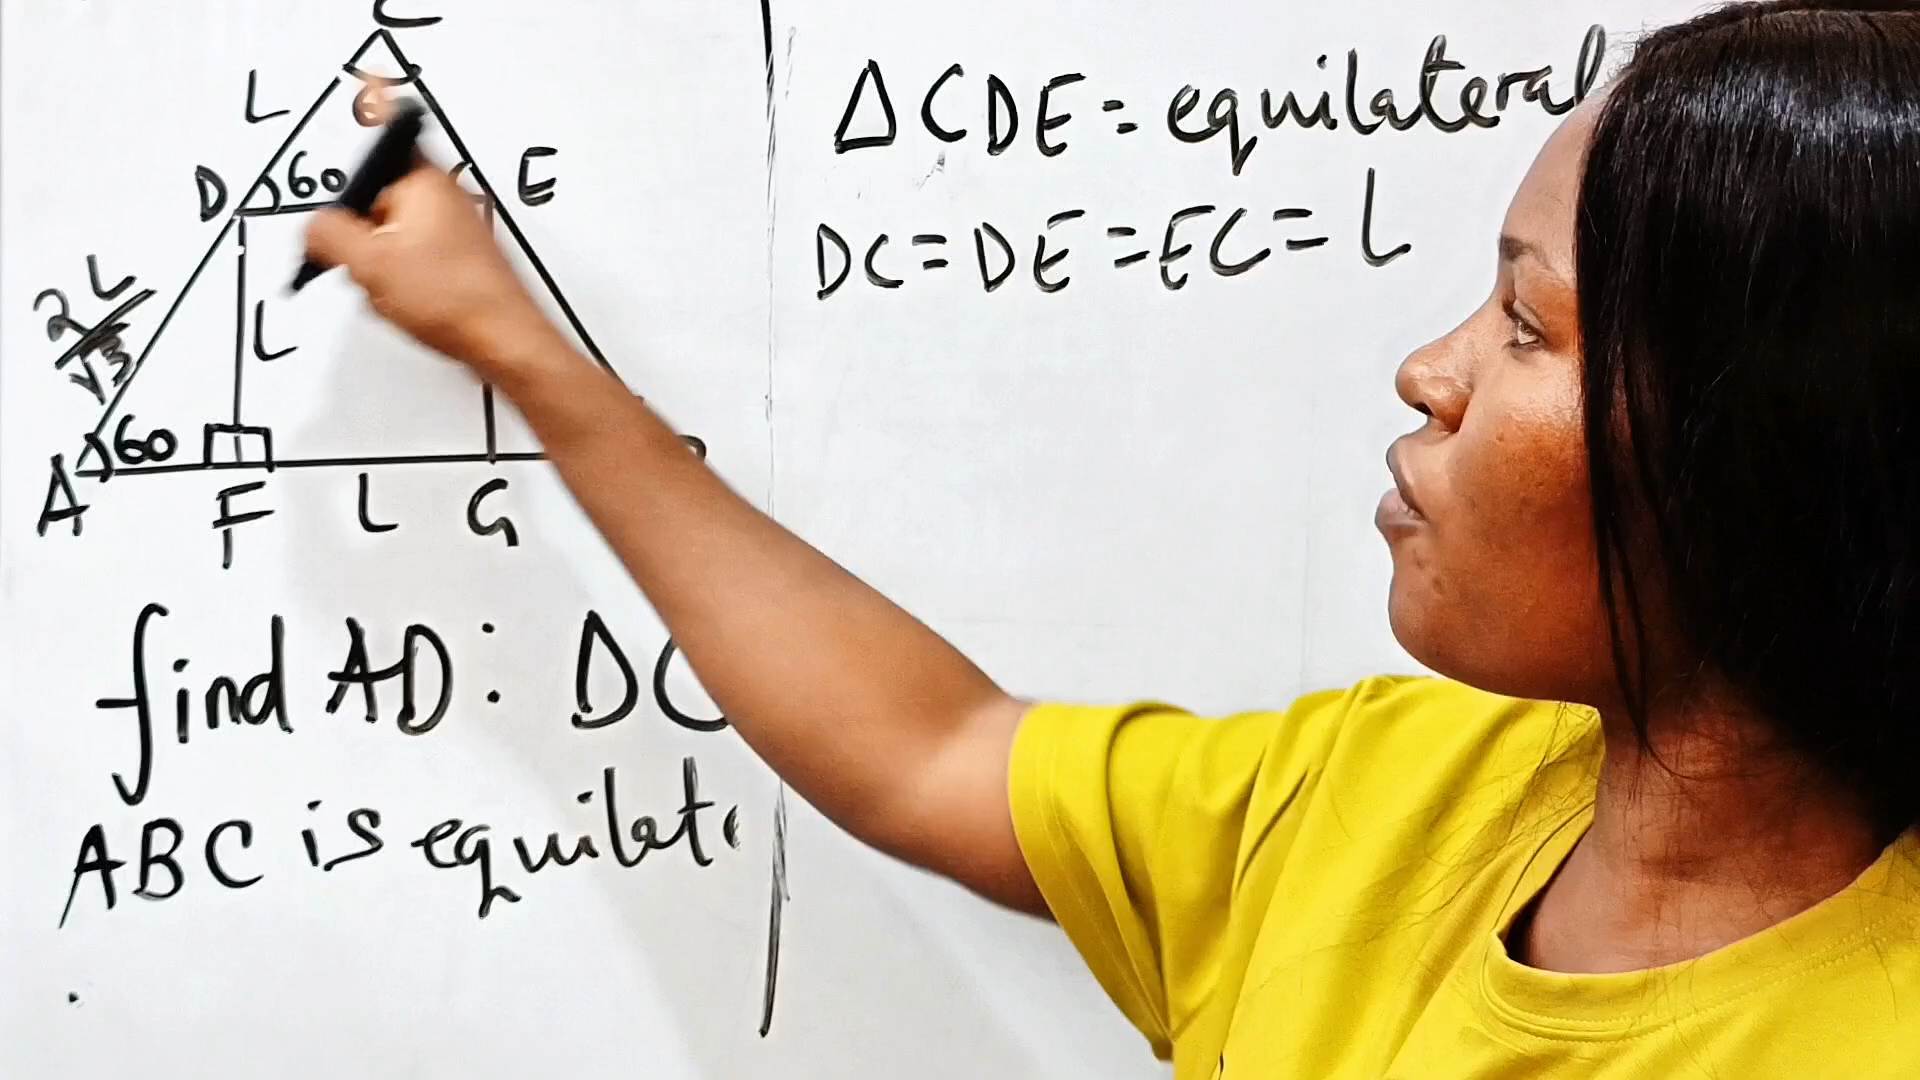 C
L
D 60 E
2L/√3
L
A 60
F L G
find AD : DC
ABC is equilate
ΔCDE = equilateral
DC = DE = EC = L